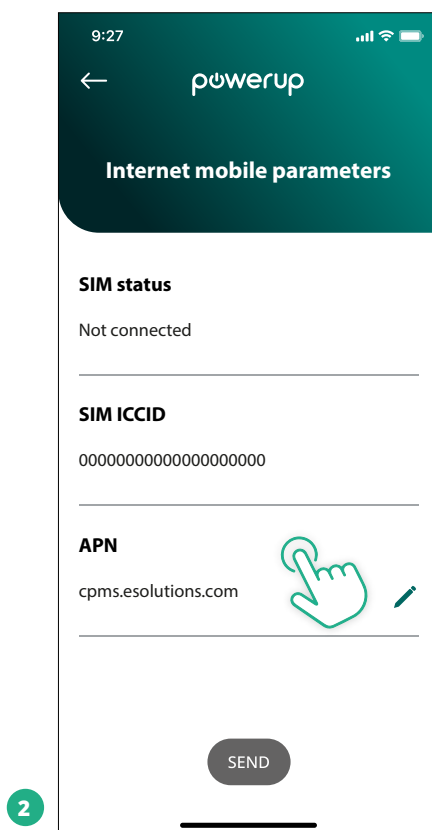 9:27
powerup
Internet mobile parameters
SIM status
Not connected
SIM ICCID
00000000000000000000
APN
cpms.esolutions.com
SEND
2